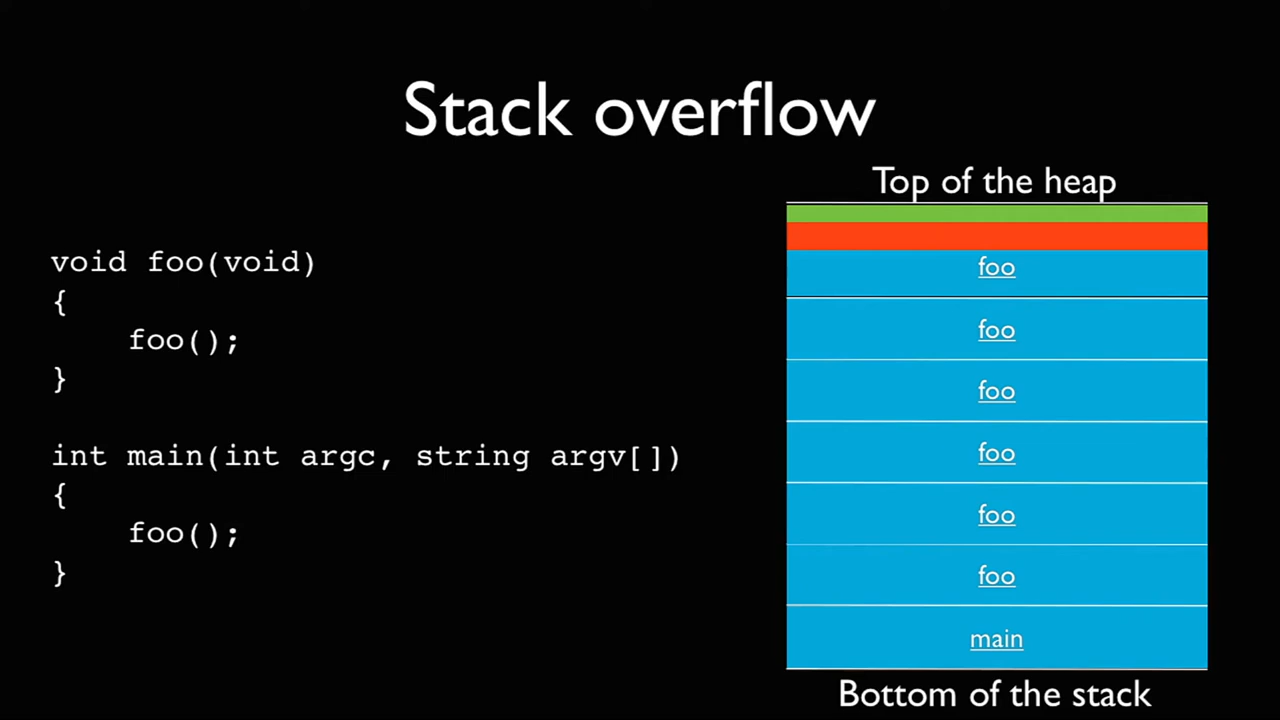 Stack overflow
void foo(void)
{
    foo();
}
int main(int argc, string argv[])
{
    foo();
}
Top of the heap
foo
foo
foo
foo
foo
foo
main
Bottom of the stack